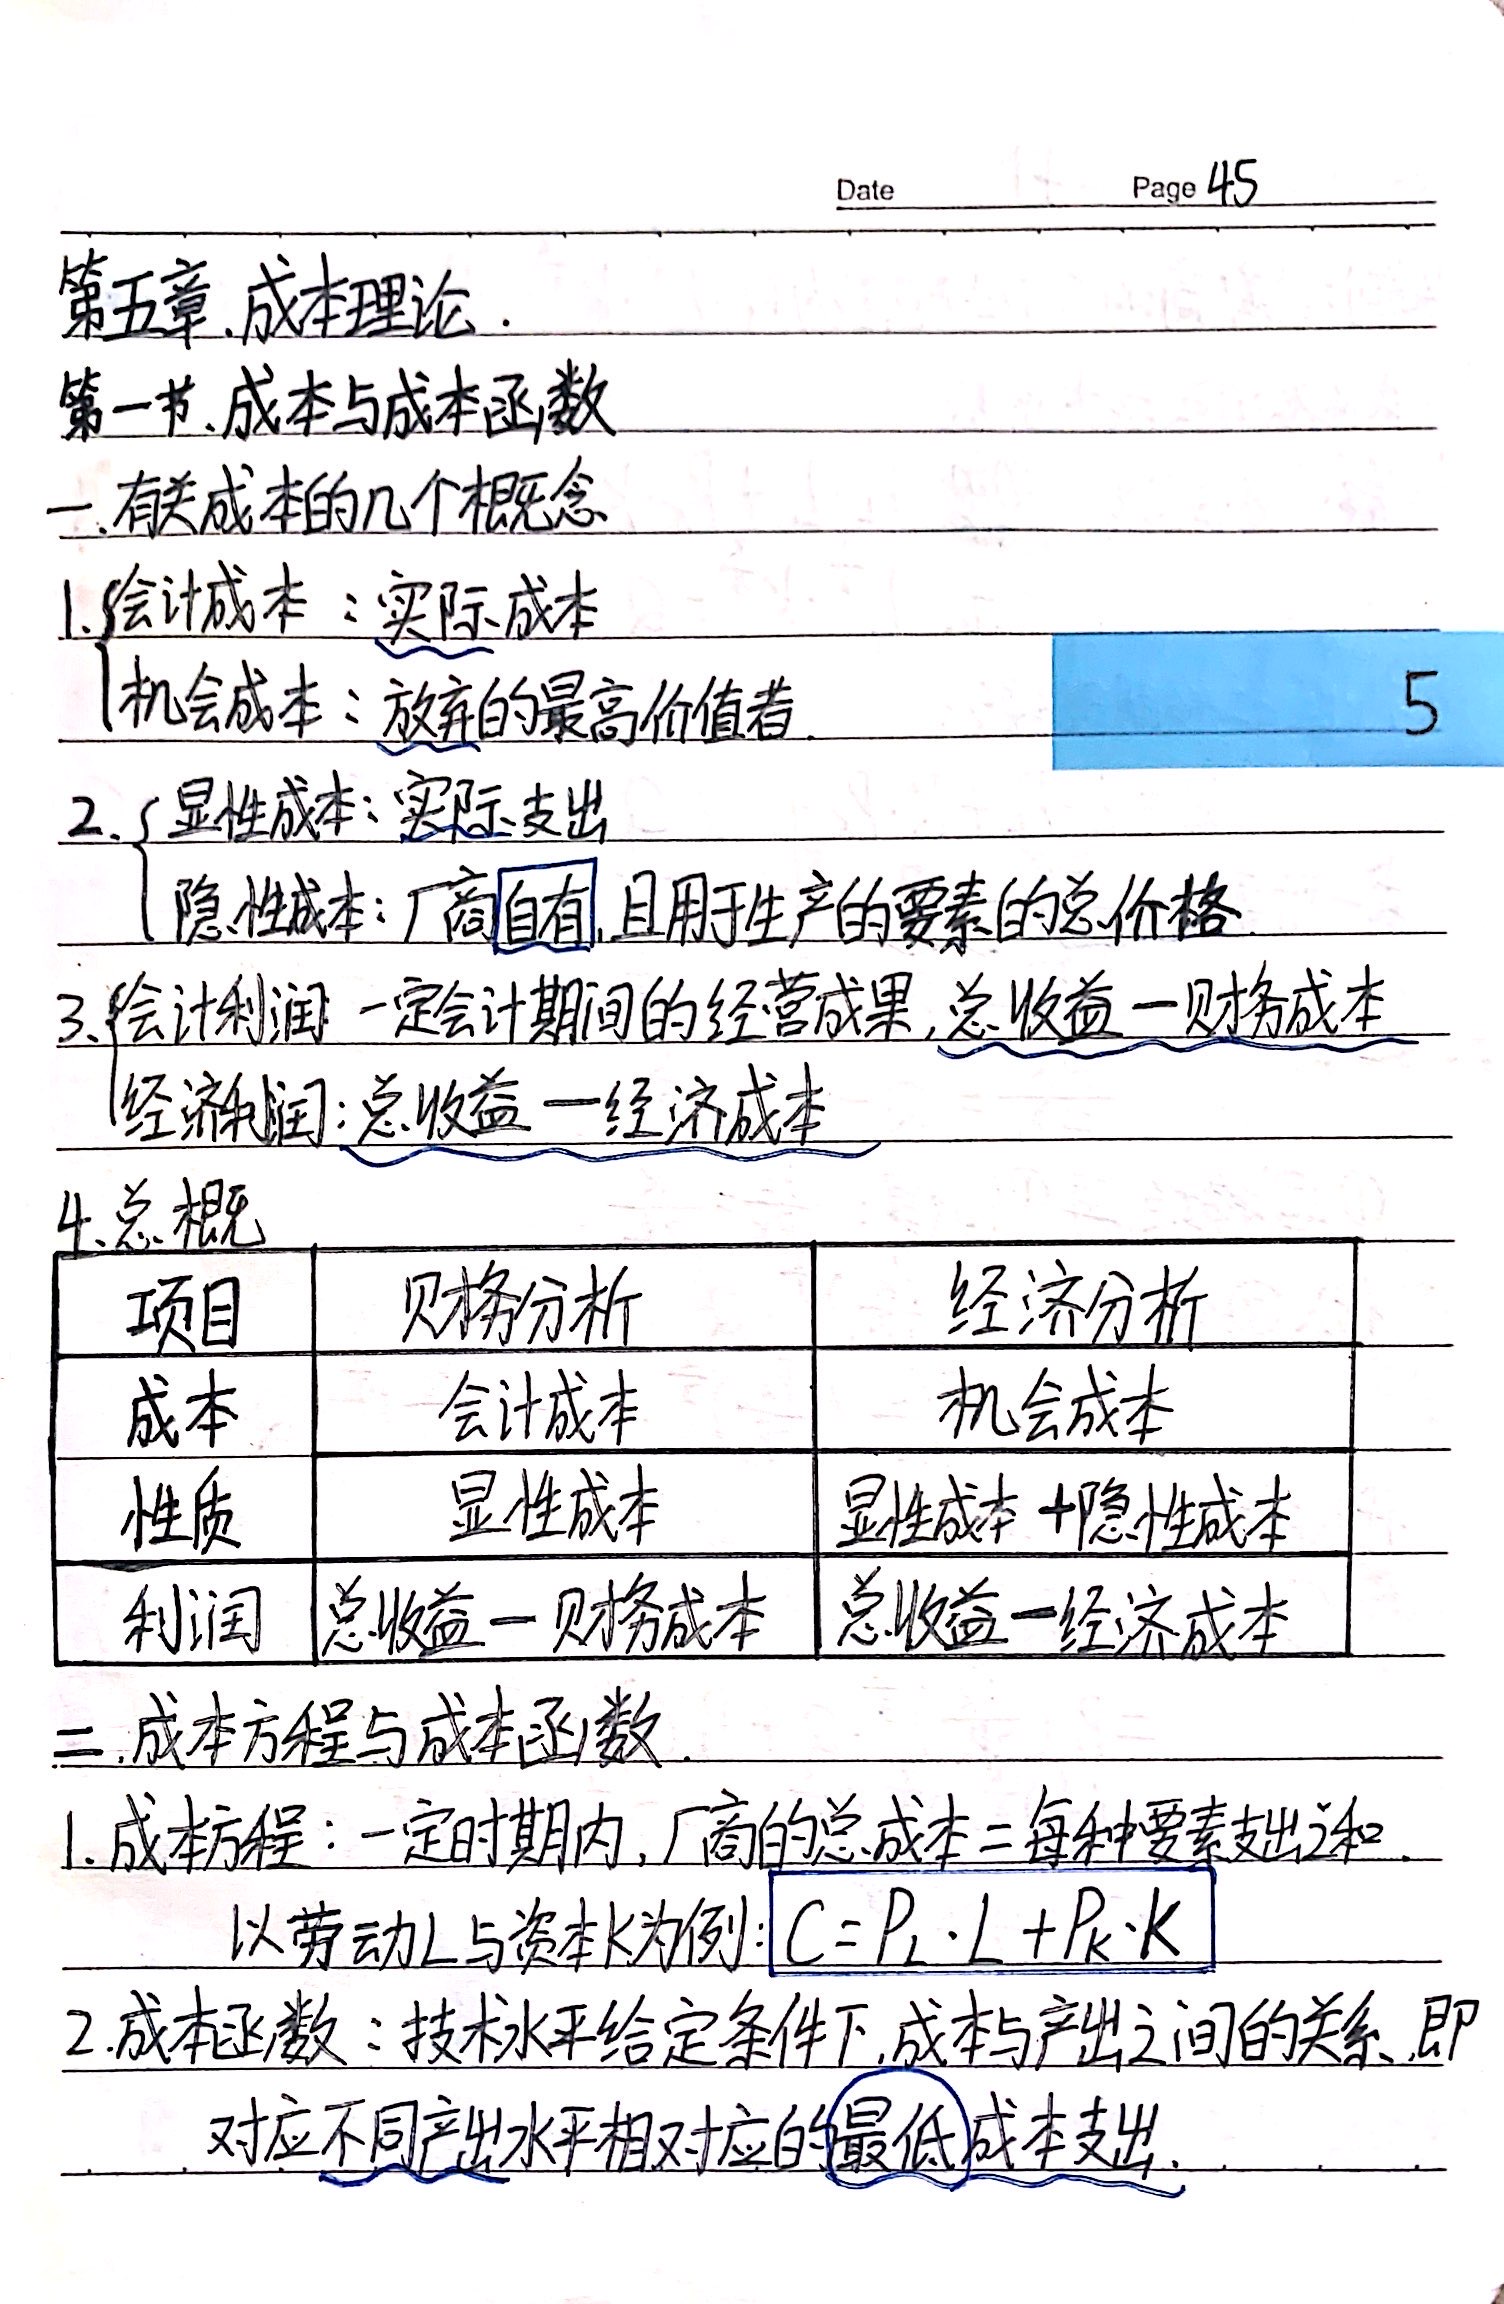 Date Page 45
第五章、成本理论.
第一节、成本与成本函数
一、有关成本的几个概念
1.{会计成本：实际成本
机会成本：放弃的最高价值者.
5
2.{显性成本：实际支出
隐性成本：厂商自有,且用于生产的要素的总价格.
3.{会计利润 一定会计期间的经营成果,总收益－财务成本
经济利润：总收益－经济成本
4.总概
项目 财务分析 经济分析
成本 会计成本 机会成本
性质 显性成本 显性成本+隐性成本
利润 总收益－财务成本 总收益－经济成本
二、成本方程与成本函数.
1.成本方程：一定时期内,厂商的总成本=每种要素支出之和.
以劳动L与资本K为例：C=PL·L+PK·K
2.成本函数：技术水平给定条件下,成本与产出之间的关系,即
对应不同产出水平相对应的最低成本支出.